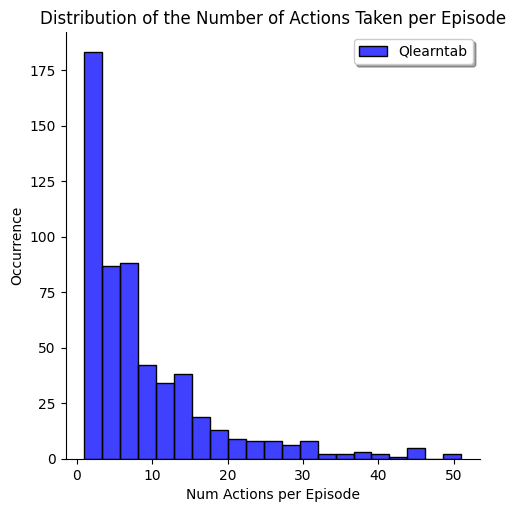 Distribution of the Number of Actions Taken per Episode
Qlearntab
175
150
125
100
75
50
25
0
Occurrence
0 10 20 30 40 50
Num Actions per Episode